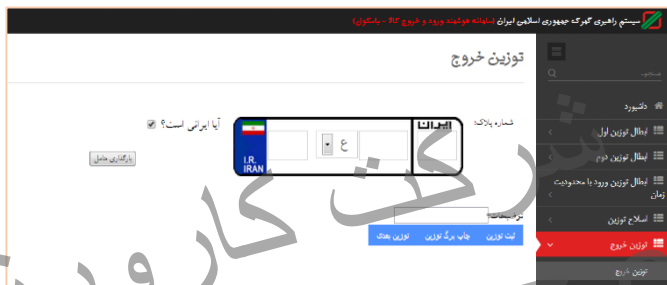 سیستم راهبری گمرک جمهوری اسلامی ایران (سامانه هوشمند ورود و خروج کالا - باسکول)
توزین خروج
جستجو..
داشبورد
ابطال توزین اول
ابطال توزین دوم
ابطال توزین ورود با محدودیت زمان
اصلاح توزین
توزین خروج
توزین خروج
شماره پلاک:
ایران
ع
I.R.
IRAN
آیا ایرانی است؟
بارگذاری حامل
توضیحات:
ثبت توزین چاپ برگ توزین توزین بعدی
شرکت